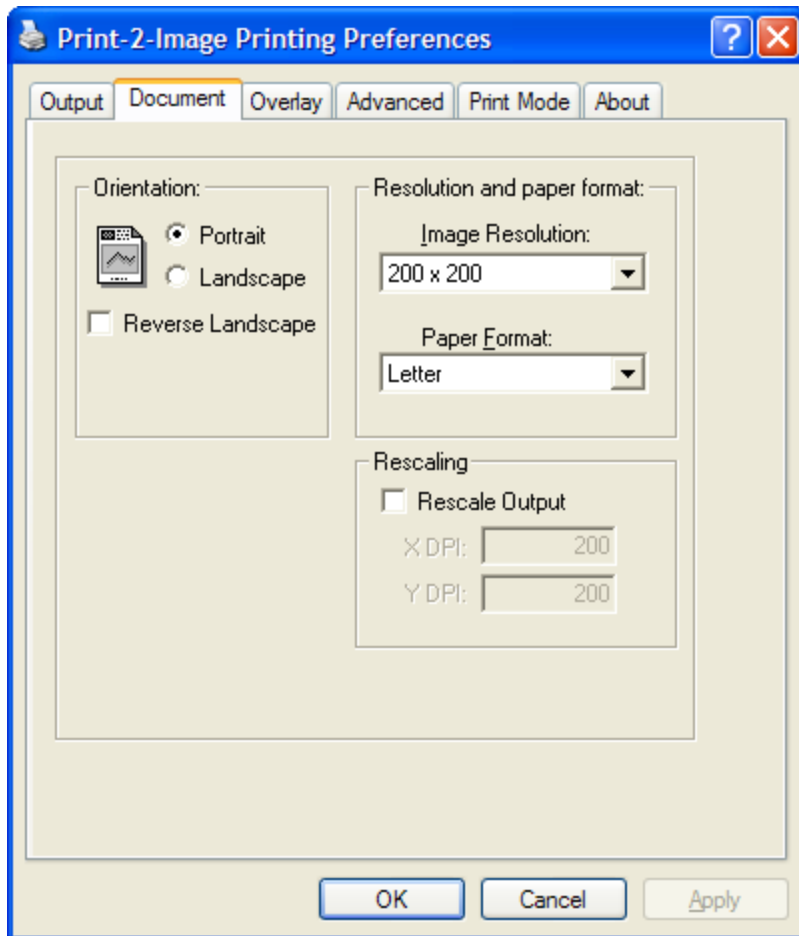 Print-2-Image Printing Preferences
Output Document Overlay Advanced Print Mode About
Orientation:
Portrait
Landscape
Reverse Landscape
Resolution and paper format:
Image Resolution:
200 x 200
Paper Format:
Letter
Rescaling
Rescale Output
X DPI: 200
Y DPI: 200
OK Cancel Apply